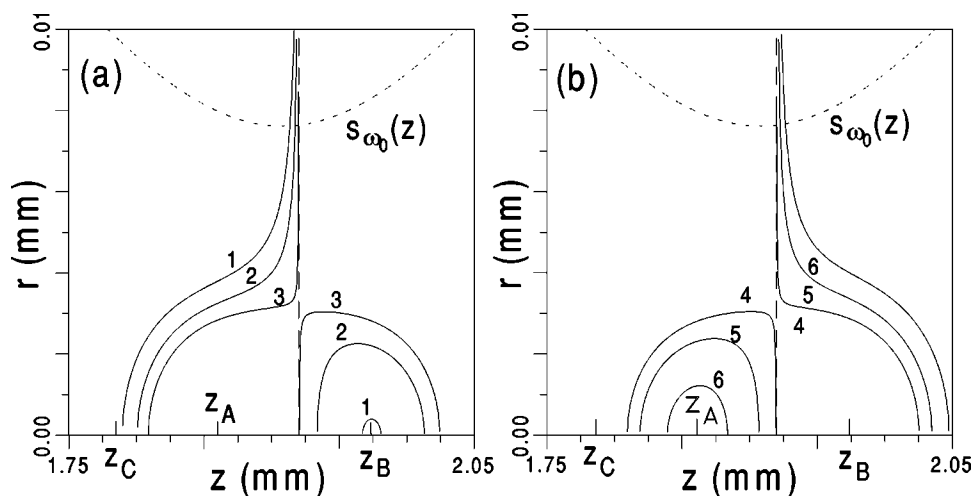 0.01
(a)
s_ω₀(z)
r (mm)
1
2
3
3
2
1
z_A
0.00
1.75
z_C
z (mm)
z_B
2.05
0.01
(b)
s_ω₀(z)
r (mm)
6
5
4
4
5
6
z_A
0.00
1.75
z_C
z (mm)
z_B
2.05